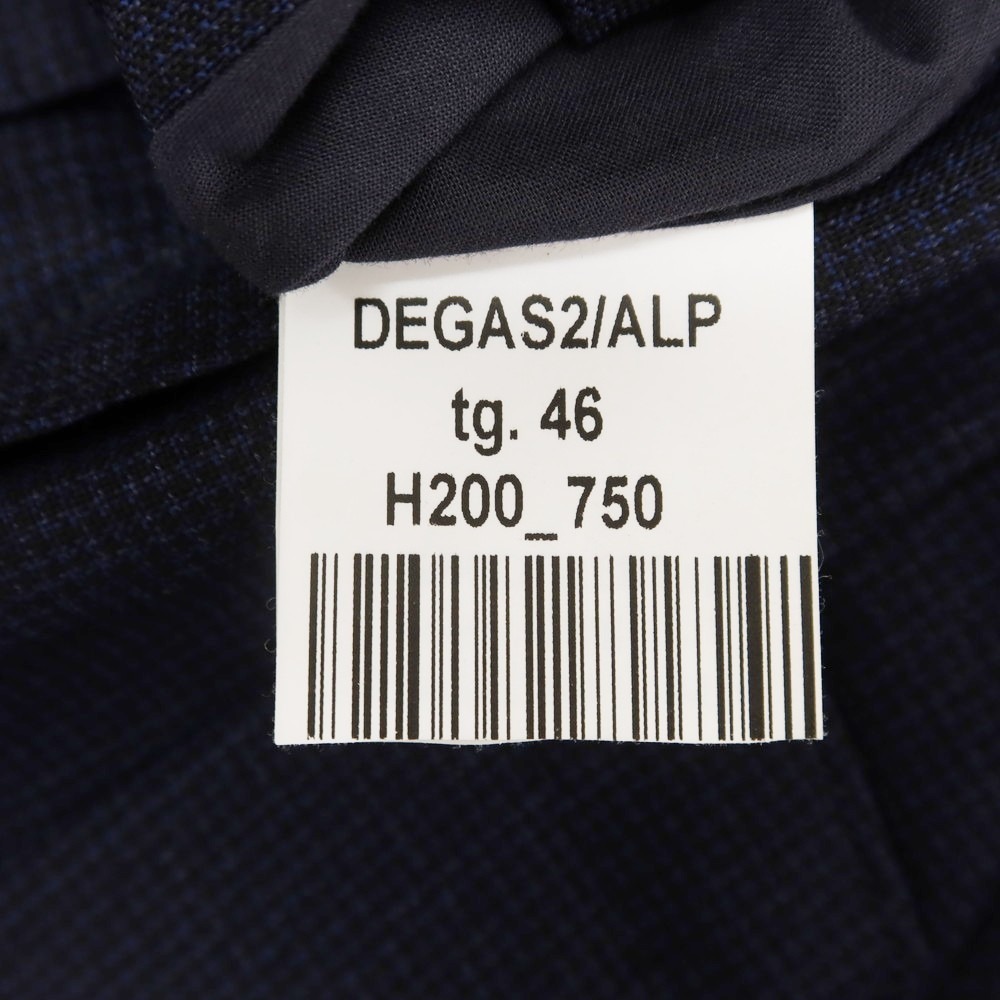 DEGAS2/ALP
tg. 46
H200_750